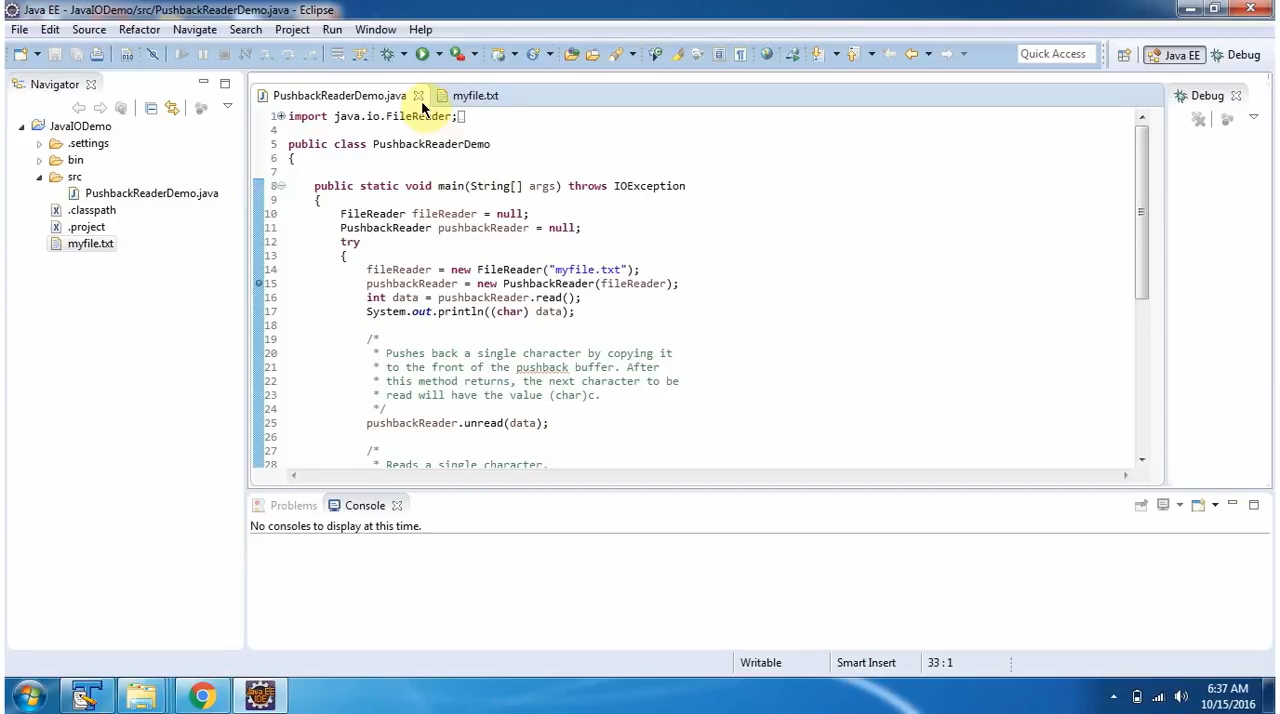 Java EE - JavaIODemo/src/PushbackReaderDemo.java - Eclipse
File Edit Source Refactor Navigate Search Project Run Window Help
Quick Access Java EE Debug
Navigator
JavaIODemo
.settings
bin
src
PushbackReaderDemo.java
.classpath
.project
myfile.txt
PushbackReaderDemo.java myfile.txt
1 import java.io.FileReader;
4
5 public class PushbackReaderDemo
6 {
7
8 public static void main(String[] args) throws IOException
9 {
10 FileReader fileReader = null;
11 PushbackReader pushbackReader = null;
12 try
13 {
14 fileReader = new FileReader("myfile.txt");
15 pushbackReader = new PushbackReader(fileReader);
16 int data = pushbackReader.read();
17 System.out.println((char) data);
18
19 /*
20 * Pushes back a single character by copying it
21 * to the front of the pushback buffer. After
22 * this method returns, the next character to be
23 * read will have the value (char)c.
24 */
25 pushbackReader.unread(data);
26
27 /*
28 * Reads a single character.
Debug
Problems Console
No consoles to display at this time.
Writable Smart Insert 33 : 1
Java EE IDE
6:37 AM
10/15/2016